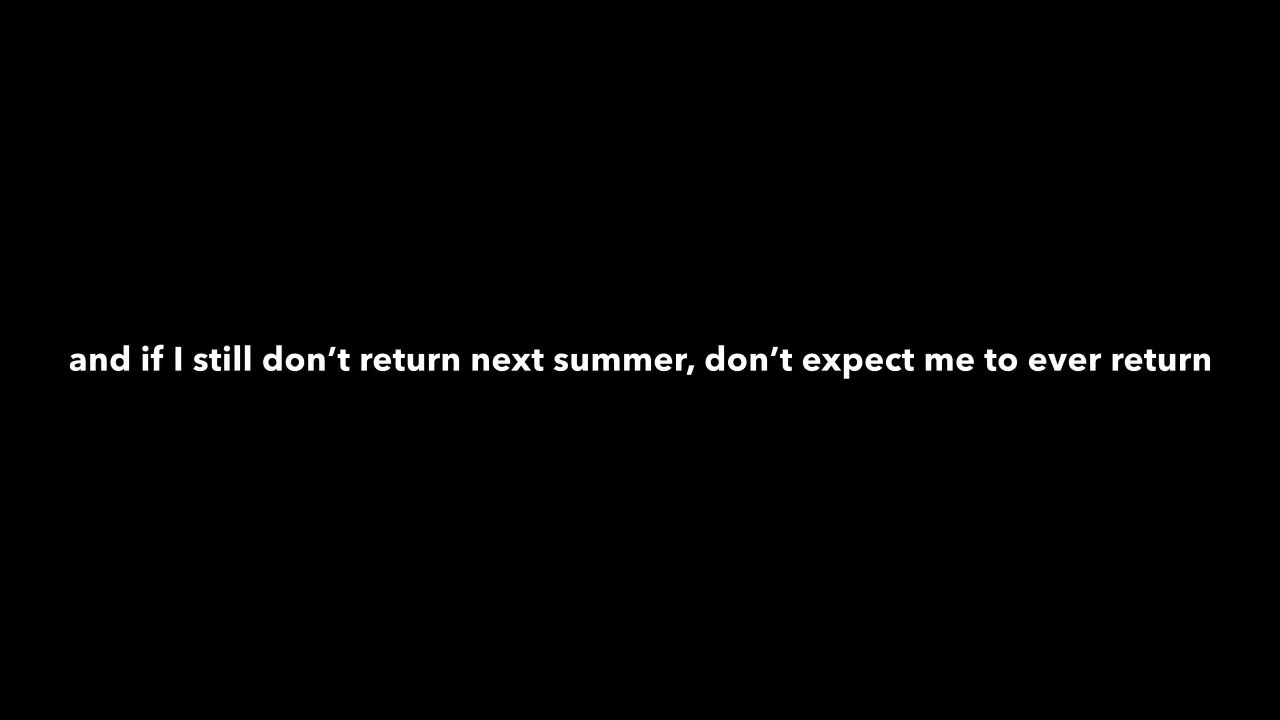 and if I still don’t return next summer, don’t expect me to ever return